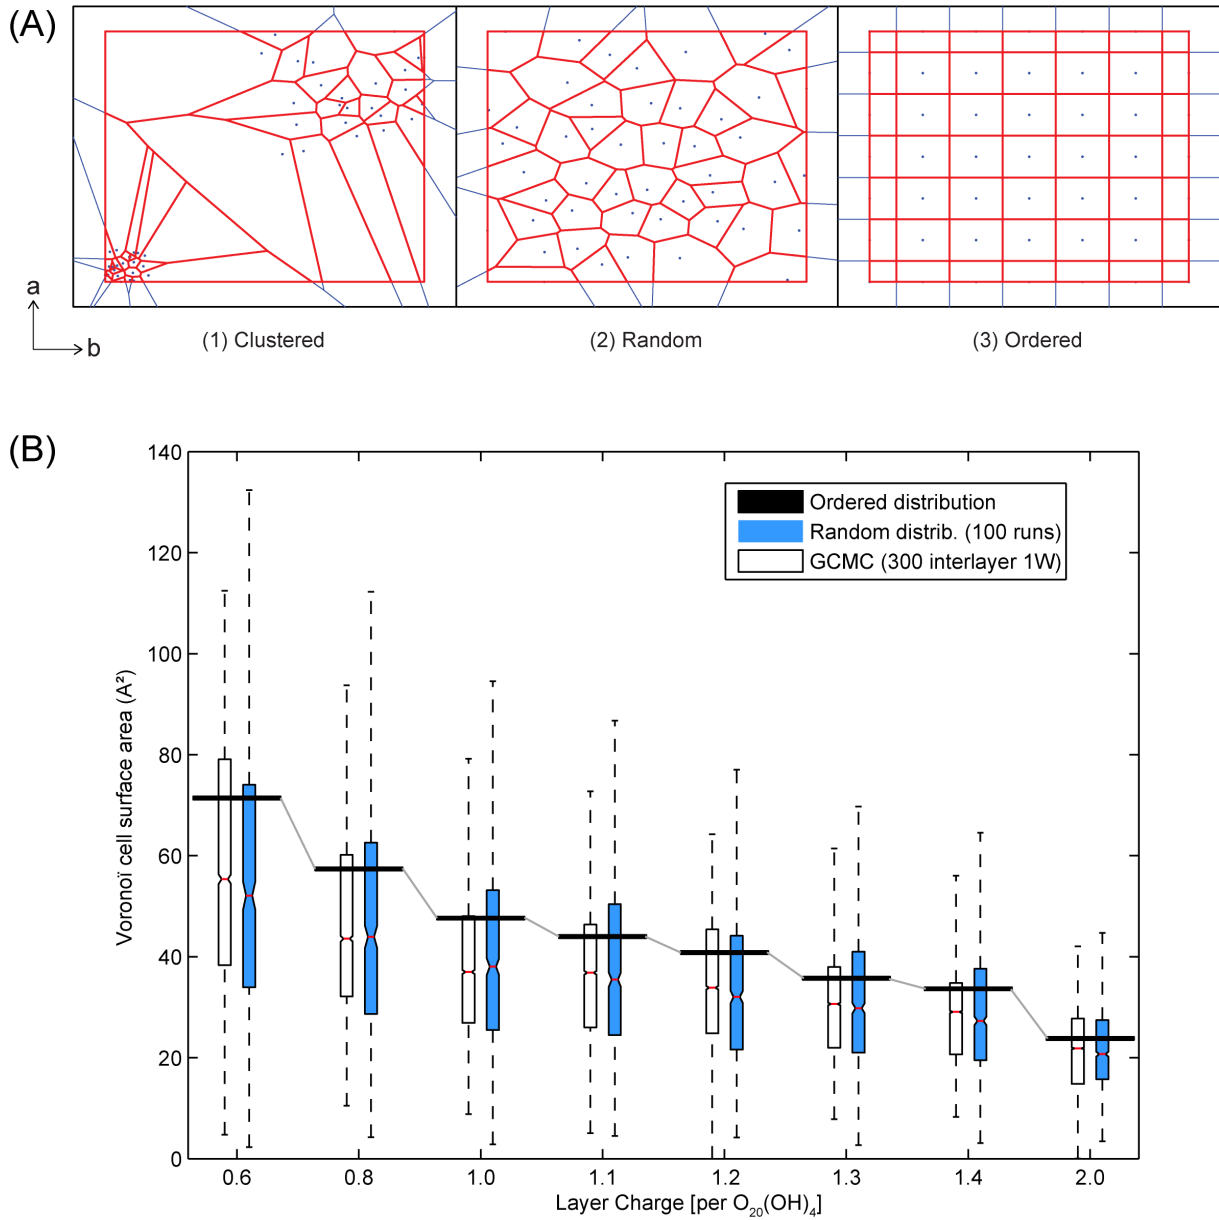 (A)
a
b
(1) Clustered
(2) Random
(3) Ordered
(B)
Voronoï cell surface area (A²)
140
120
100
80
60
40
20
0
Ordered distribution
Random distrib. (100 runs)
GCMC (300 interlayer 1W)
0.6 0.8 1.0 1.1 1.2 1.3 1.4 2.0
Layer Charge [per O₂₀(OH)₄]